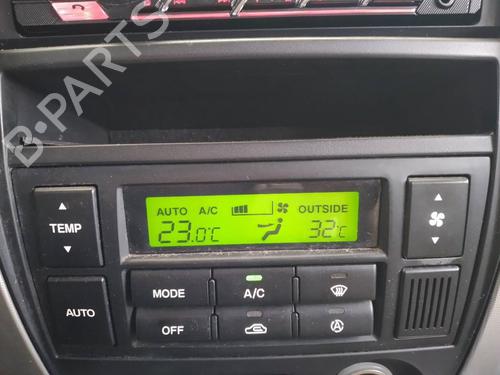 B-PARTS
AUTO A/C OUTSIDE
23.0°C 32°C
TEMP
MODE A/C
AUTO
OFF A